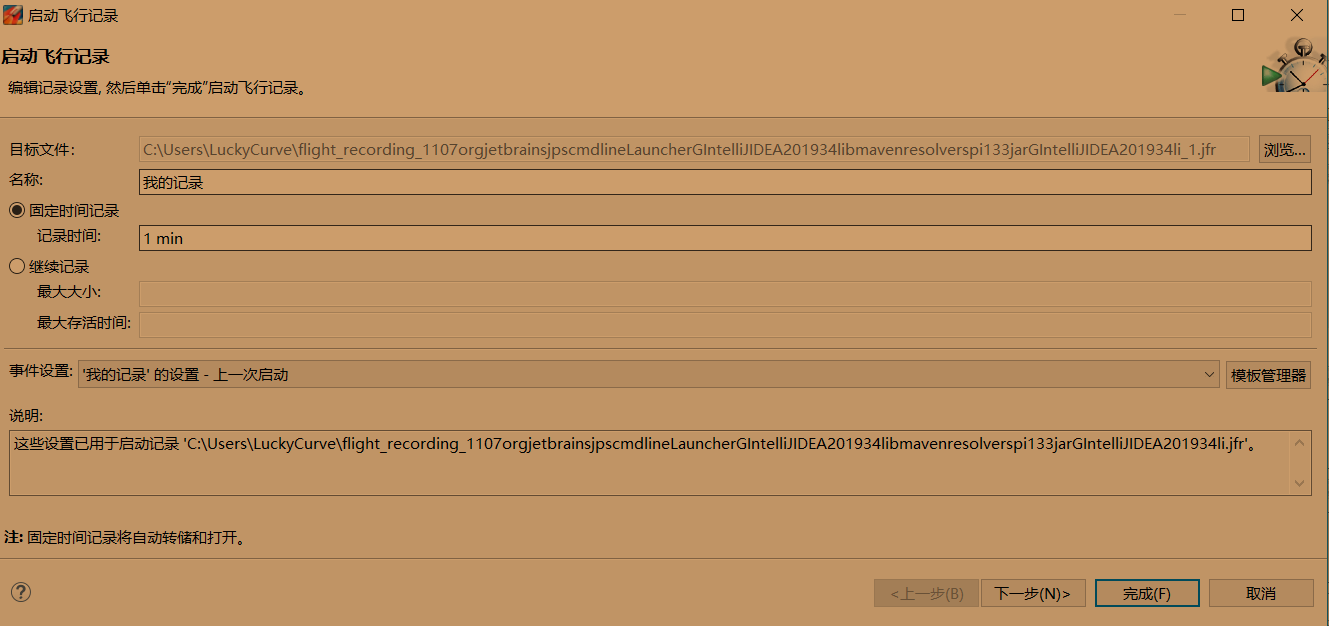 启动飞行记录
启动飞行记录
编辑记录设置, 然后单击“完成”启动飞行记录。
目标文件: C:\Users\LuckyCurve\flight_recording_1107orgjetbrainsjpscmdlineLauncherGIntelliJIDEA201934libmavenresolverspi133jarGIntelliJIDEA201934li_1.jfr 浏览...
名称: 我的记录
固定时间记录
记录时间: 1 min
继续记录
最大大小:
最大存活时间:
事件设置: '我的记录' 的设置 - 上一次启动 模板管理器
说明:
这些设置已用于启动记录 'C:\Users\LuckyCurve\flight_recording_1107orgjetbrainsjpscmdlineLauncherGIntelliJIDEA201934libmavenresolverspi133jarGIntelliJIDEA201934li.jfr'。
注: 固定时间记录将自动转储和打开。
? <上一步(B) 下一步(N)> 完成(F) 取消